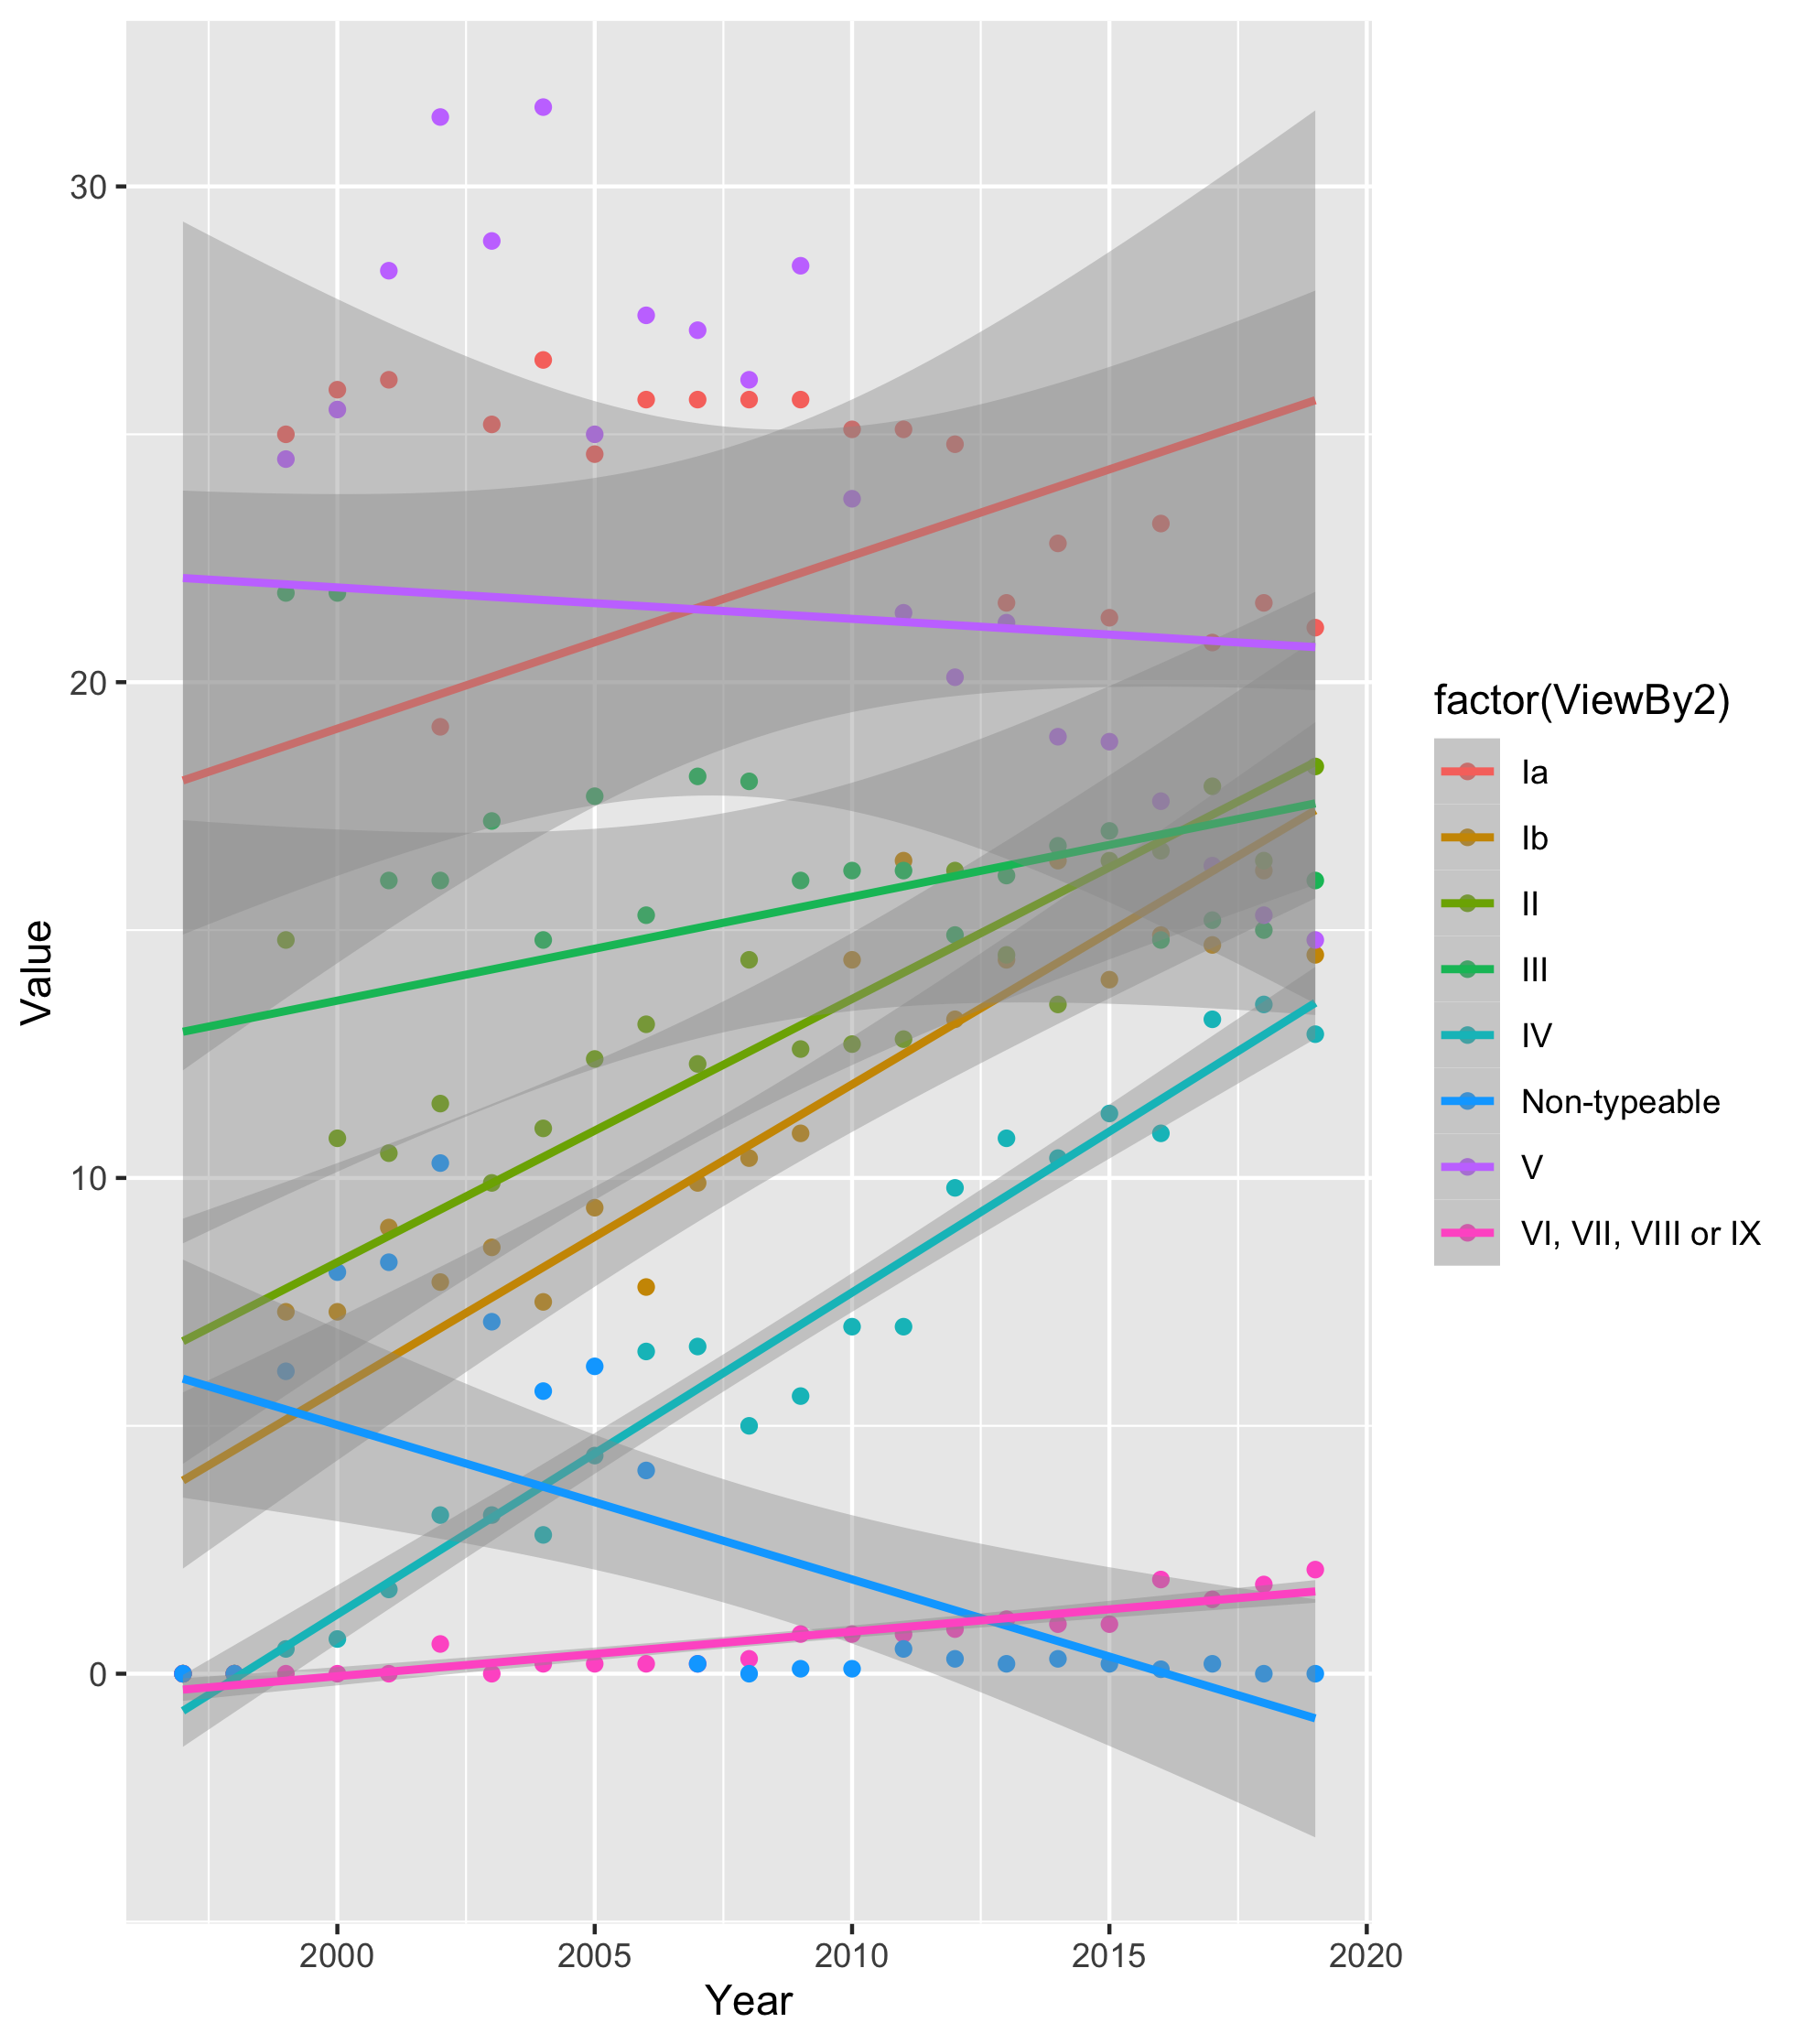 30
20
10
0
Value
2000 2005 2010 2015 2020
Year
factor(ViewBy2)
Ia
Ib
II
III
IV
Non-typeable
V
VI, VII, VIII or IX